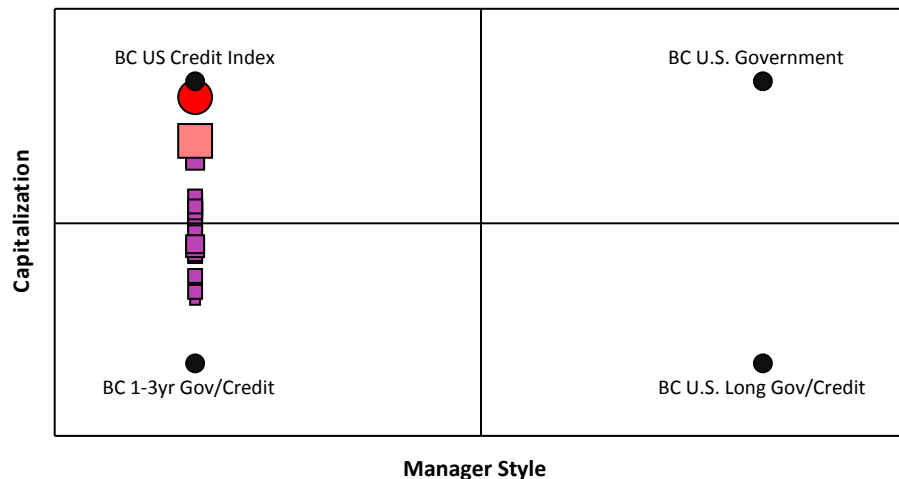 BC US Credit Index
BC U.S. Government
Capitalization
BC 1-3yr Gov/Credit
BC U.S. Long Gov/Credit
Manager Style